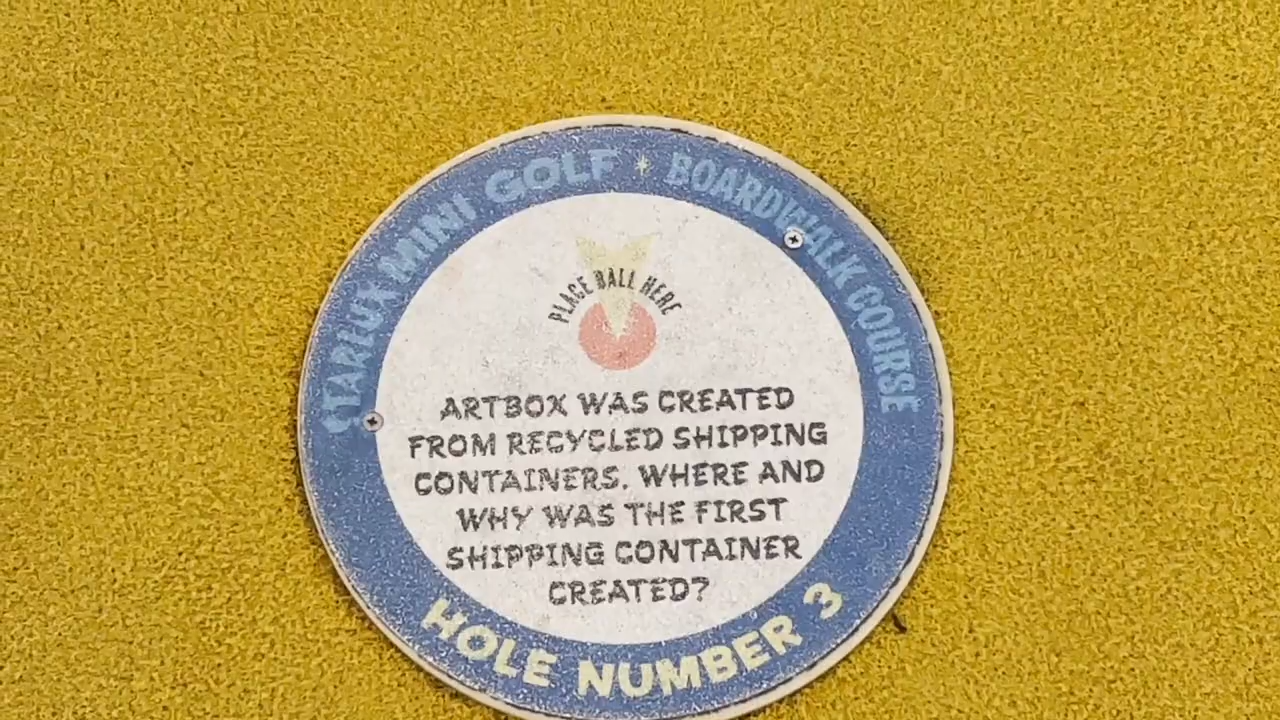 STARLUX MINI GOLF
BOARDWALK COURSE
PLACE BALL HERE
ARTBOX WAS CREATED
FROM RECYCLED SHIPPING
CONTAINERS. WHERE AND
WHY WAS THE FIRST
SHIPPING CONTAINER
CREATED?
HOLE NUMBER 3